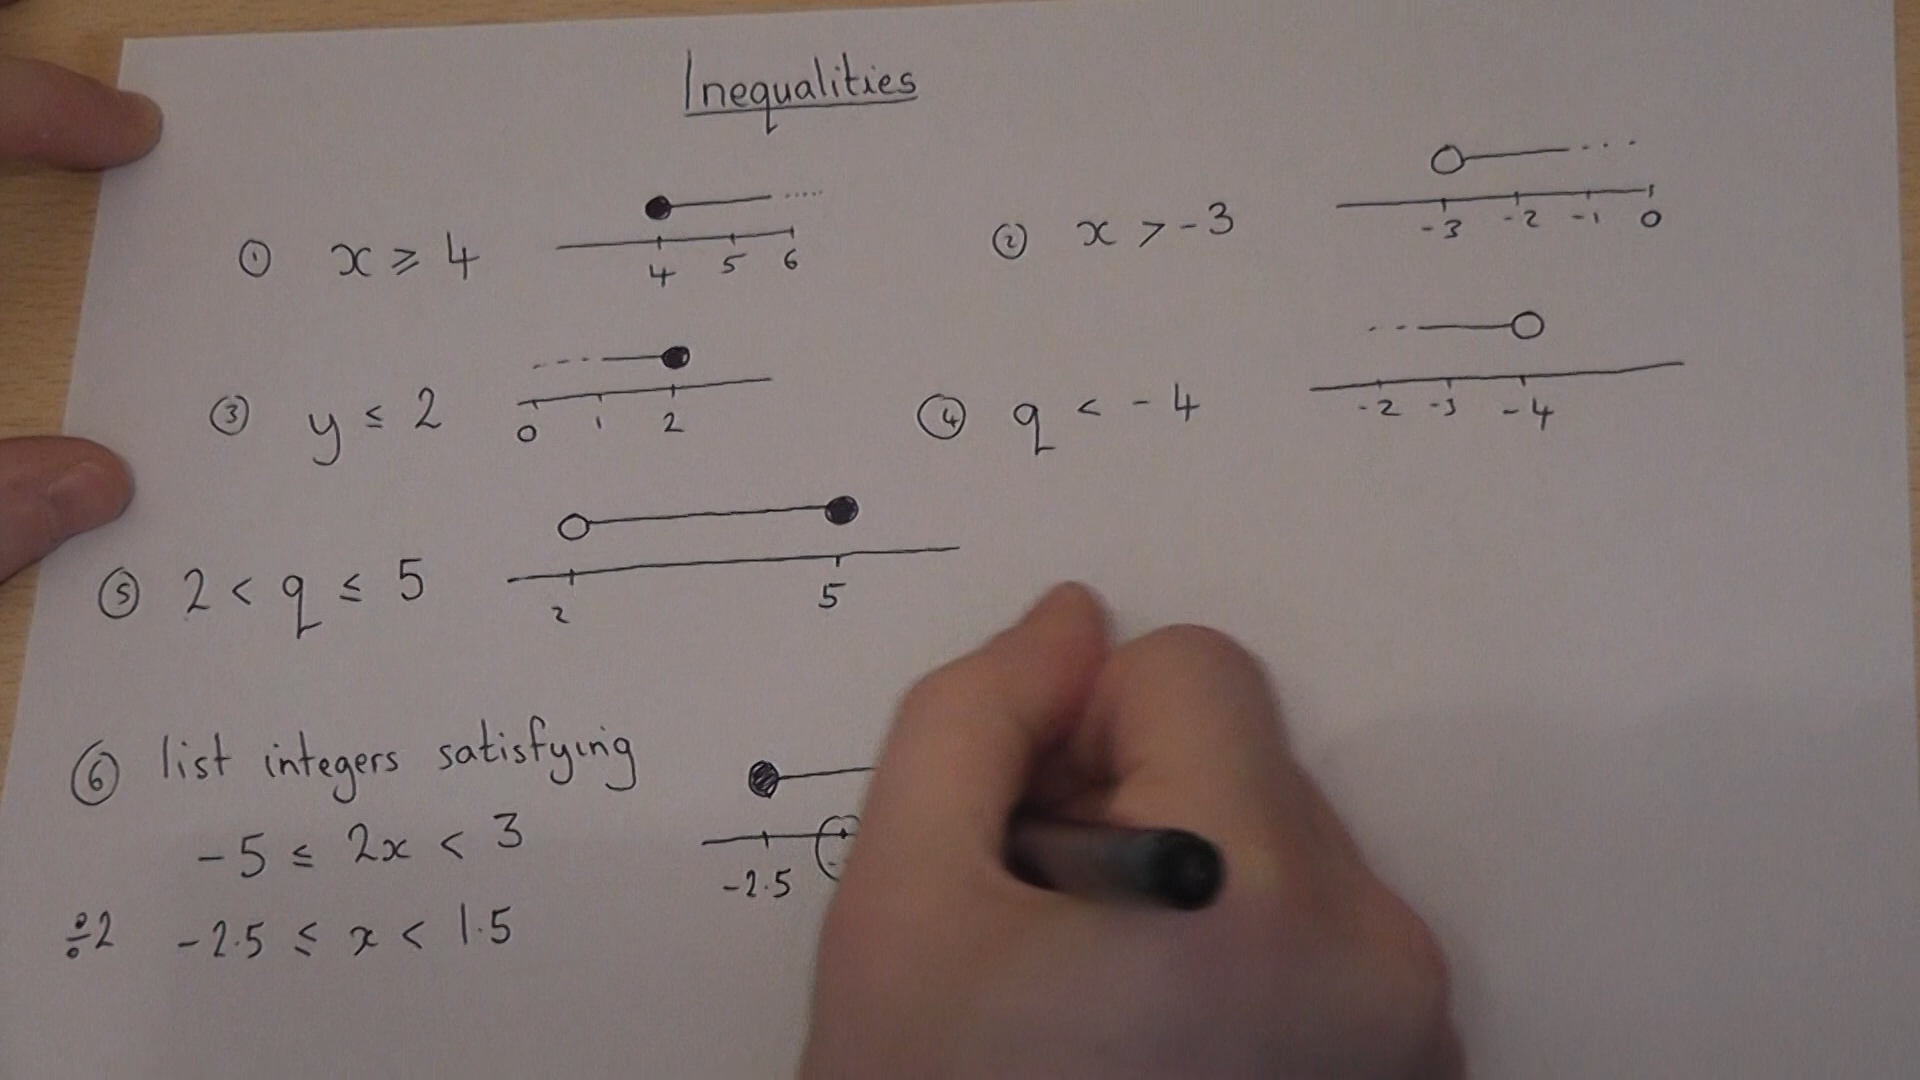 Inequalities
① x ⩾ 4
4 5 6
② x > -3
-3 -2 -1 0
③ y ≤ 2
0 1 2
④ q < -4
-2 -3 -4
⑤ 2 < q ≤ 5
2 5
⑥ list integers satisfying
-5 ≤ 2x < 3
-2.5
÷2 -2.5 ≤ x < 1.5